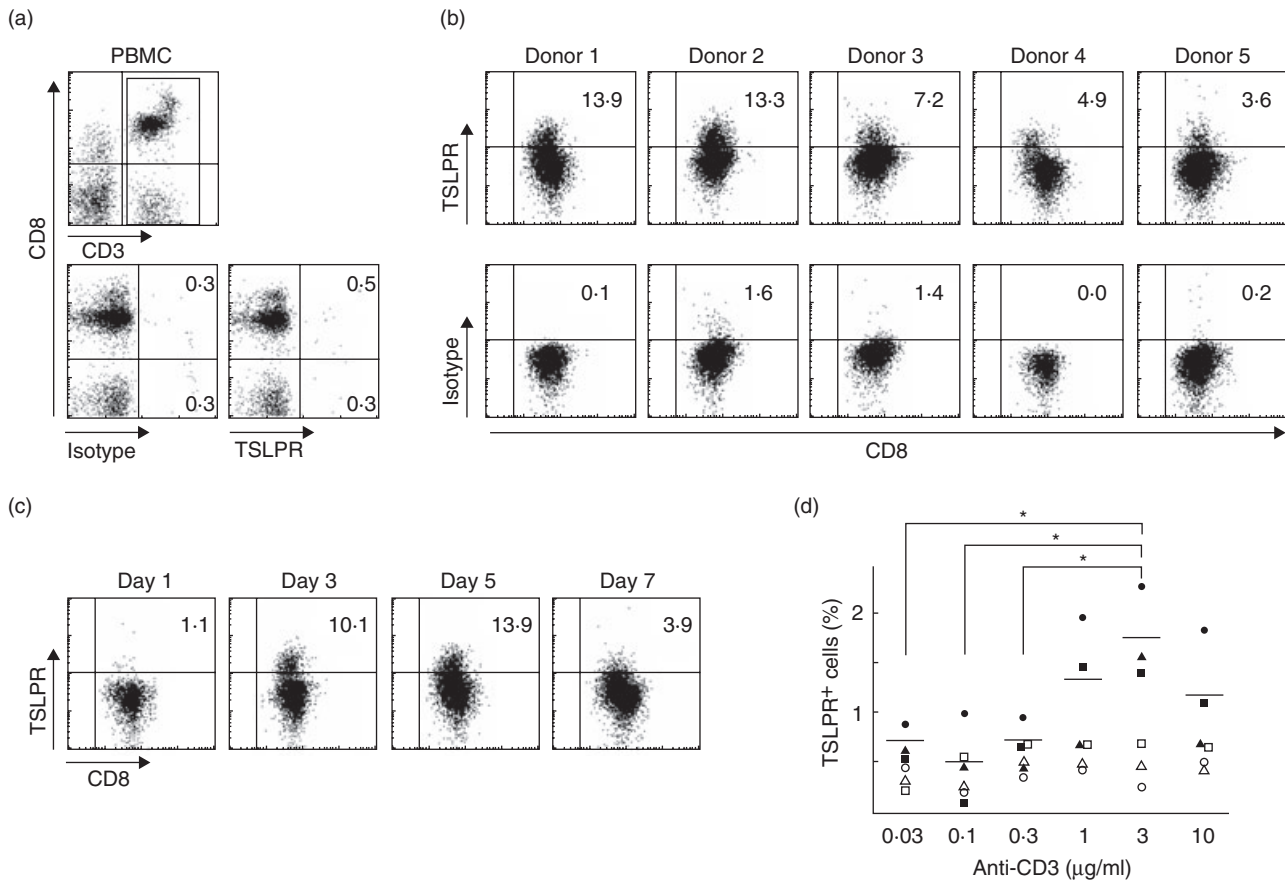 (a)
PBMC
CD8
CD3
0·3
0·3
0·5
0·3
Isotype
TSLPR
(b)
Donor 1
Donor 2
Donor 3
Donor 4
Donor 5
TSLPR
13·9
13·3
7·2
4·9
3·6
Isotype
0·1
1·6
1·4
0·0
0·2
CD8
(c)
Day 1
Day 3
Day 5
Day 7
TSLPR
1·1
10·1
13·9
3·9
CD8
(d)
*
*
*
TSLPR+ cells (%)
2
1
0·03 0·1 0·3 1 3 10
Anti-CD3 (μg/ml)